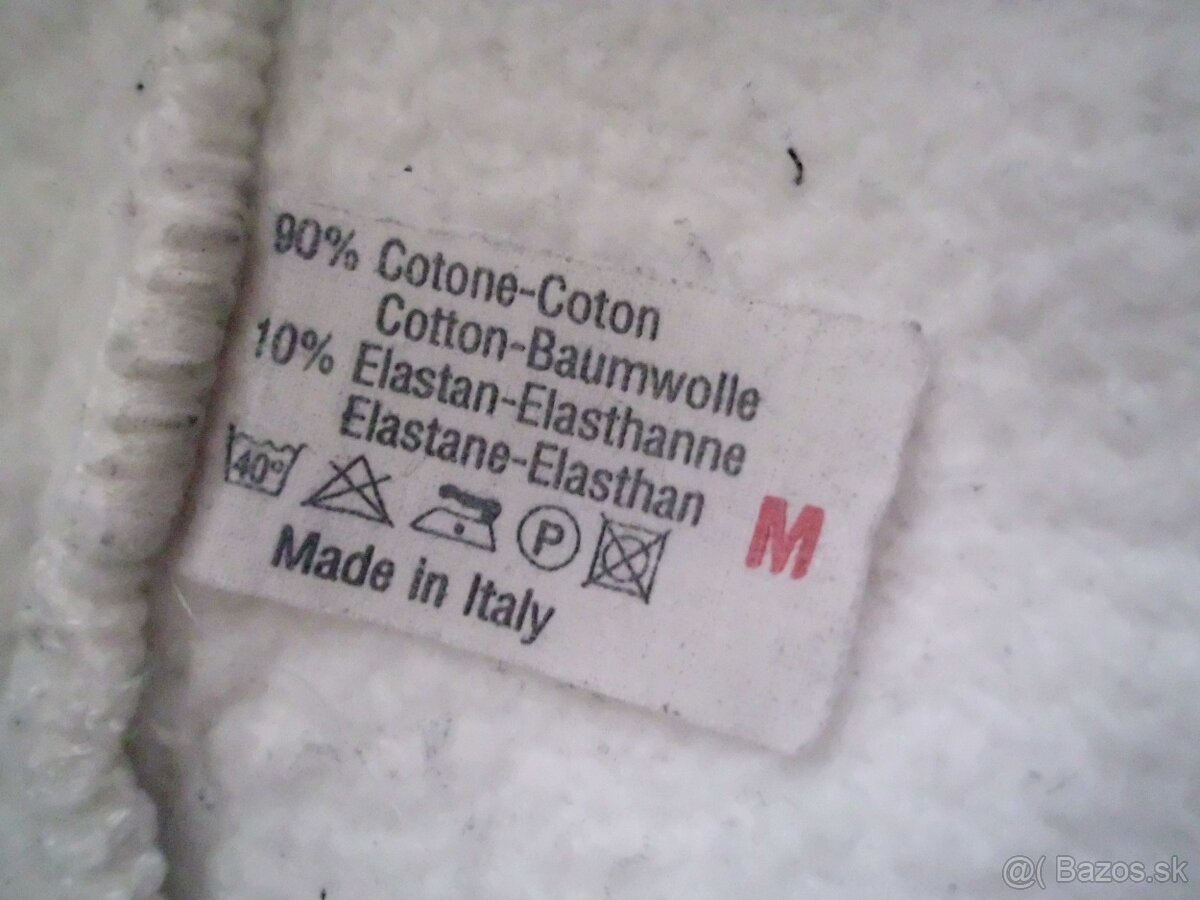 90% Cotone-Coton
Cotton-Baumwolle
10% Elastan-Elasthanne
Elastane-Elasthan
40° P M
Made in Italy
@( Bazos.sk